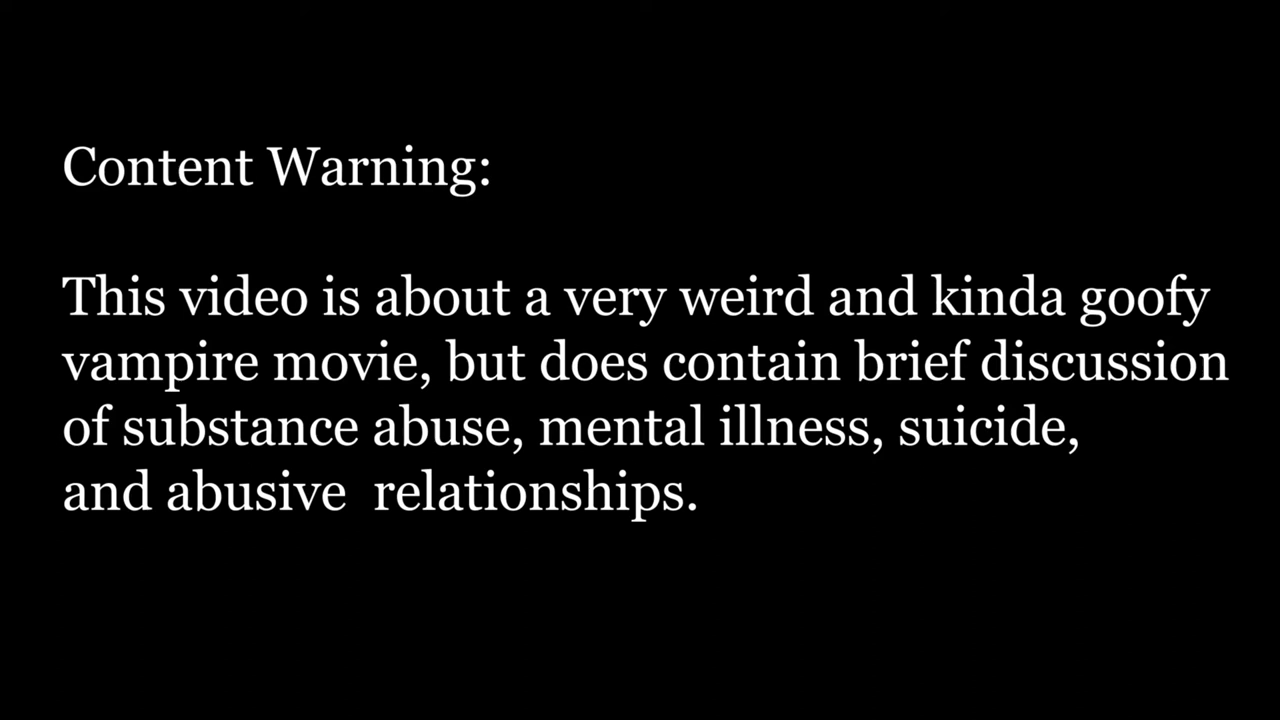 Content Warning:
This video is about a very weird and kinda goofy
vampire movie, but does contain brief discussion
of substance abuse, mental illness, suicide,
and abusive  relationships.